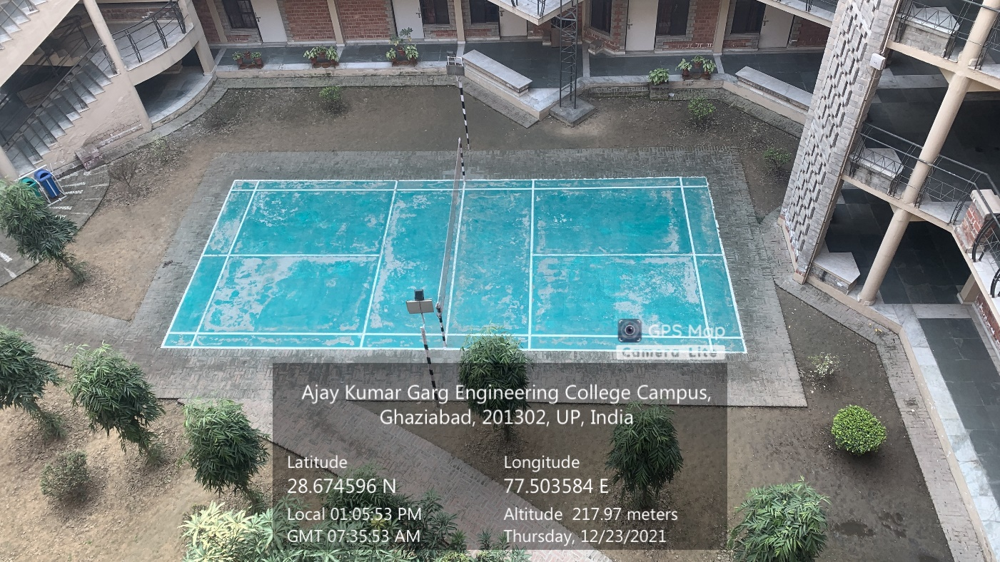 GPS Map
Camera Lite
Ajay Kumar Garg Engineering College Campus,
Ghaziabad, 201302, UP, India
Latitude
28.674596 N
Longitude
77.503584 E
Local 01:05:53 PM
GMT 07:35:53 AM
Altitude 217.97 meters
Thursday, 12/23/2021